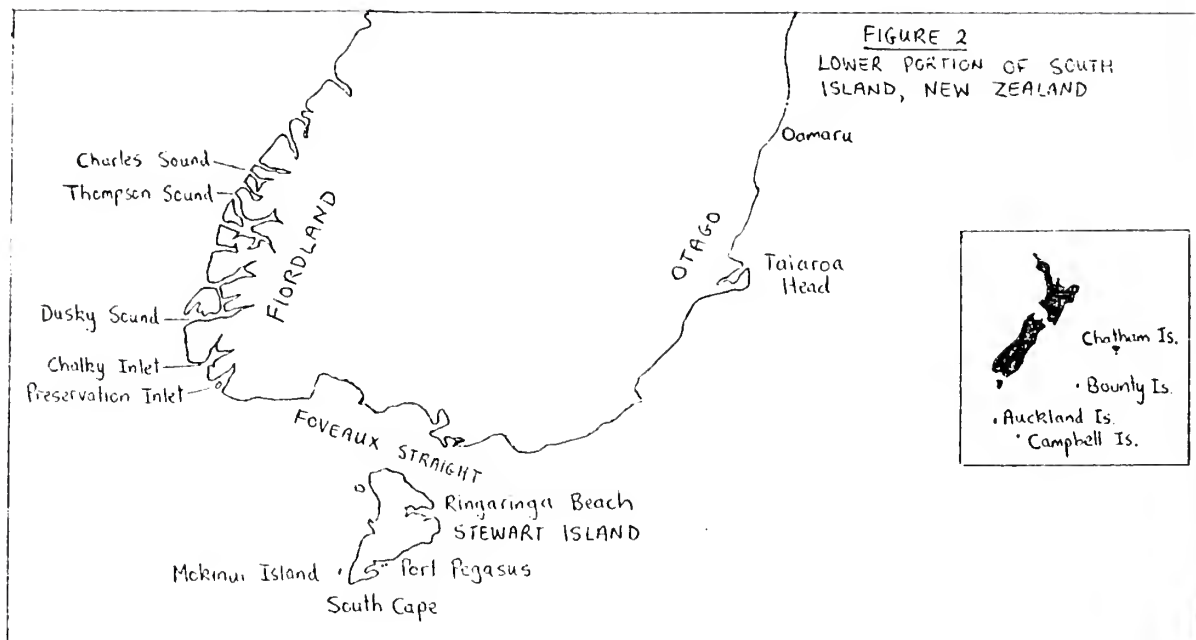 FIGURE 2
LOWER PORTION OF SOUTH
ISLAND, NEW ZEALAND
Oamaru
Charles Sound
Thompson Sound
FIORDLAND
OTAGO
Taiaroa
Head
Dusky Sound
Chalky Inlet
Preservation Inlet
FOVEAUX STRAIGHT
Ringaringa Beach
STEWART ISLAND
Mokinui Island
Port Pegasus
South Cape
Chatham Is.
Bounty Is.
Auckland Is.
Campbell Is.